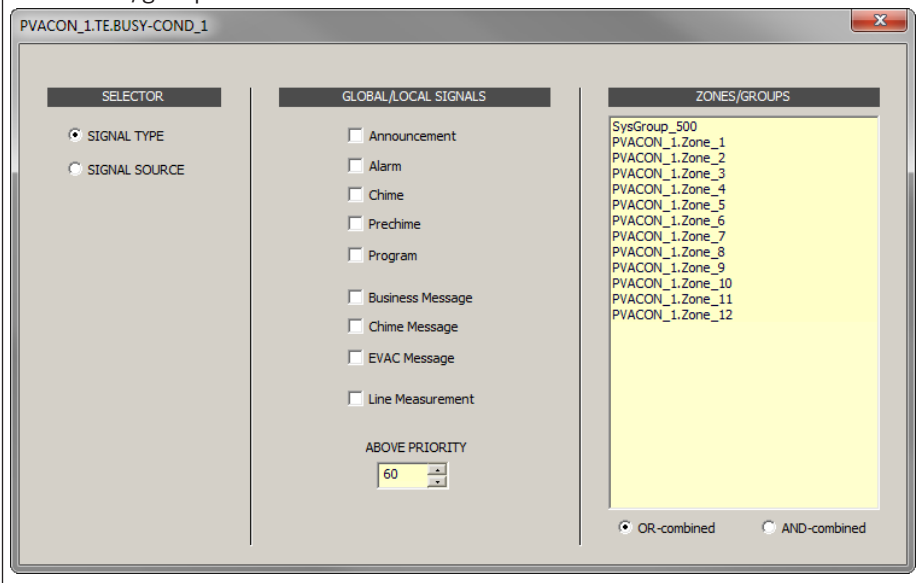 PVACON_1.TE.BUSY-COND_1
SELECTOR
SIGNAL TYPE
SIGNAL SOURCE
GLOBAL/LOCAL SIGNALS
Announcement
Alarm
Chime
Prechime
Program
Business Message
Chime Message
EVAC Message
Line Measurement
ABOVE PRIORITY
60
ZONES/GROUPS
SysGroup_500
PVACON_1.Zone_1
PVACON_1.Zone_2
PVACON_1.Zone_3
PVACON_1.Zone_4
PVACON_1.Zone_5
PVACON_1.Zone_6
PVACON_1.Zone_7
PVACON_1.Zone_8
PVACON_1.Zone_9
PVACON_1.Zone_10
PVACON_1.Zone_11
PVACON_1.Zone_12
OR-combined
AND-combined